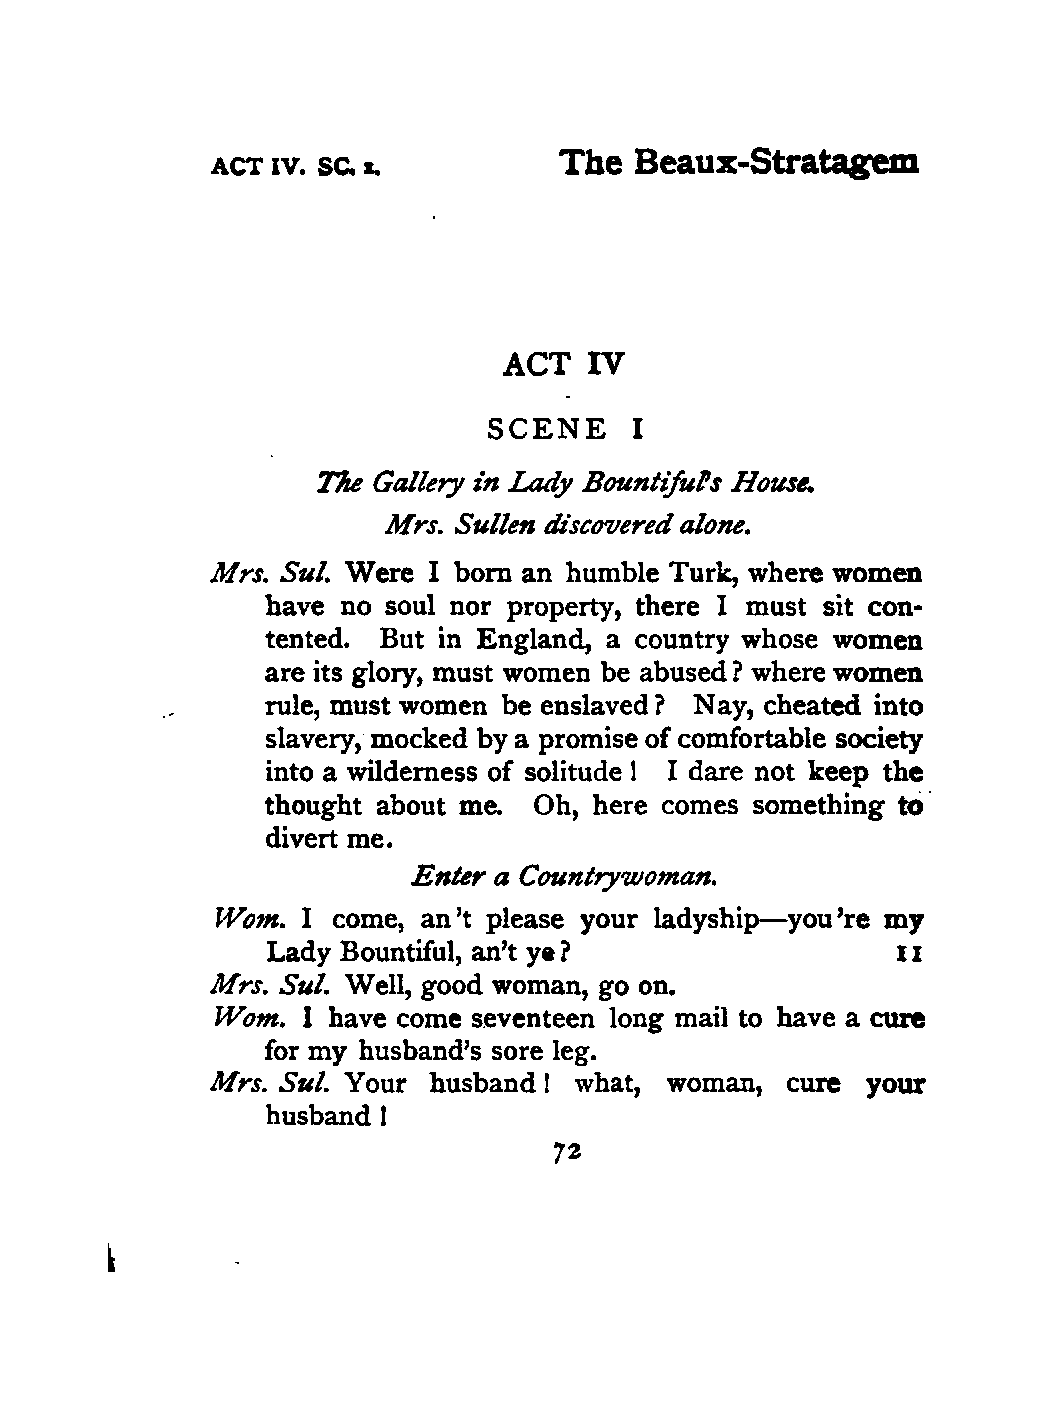 ACT IV. SC. 1.
The Beaux-Stratagem
ACT IV
SCENE I
The Gallery in Lady Bountiful's House.
Mrs. Sullen discovered alone.
Mrs. Sul. Were I born an humble Turk, where women
have no soul nor property, there I must sit con-
tented. But in England, a country whose women
are its glory, must women be abused? where women
rule, must women be enslaved? Nay, cheated into
slavery, mocked by a promise of comfortable society
into a wilderness of solitude! I dare not keep the
thought about me. Oh, here comes something to
divert me.
Enter a Countrywoman.
Wom. I come, an't please your ladyship—you're my
Lady Bountiful, an't ye? 11
Mrs. Sul. Well, good woman, go on.
Wom. I have come seventeen long mail to have a cure
for my husband's sore leg.
Mrs. Sul. Your husband! what, woman, cure your
husband!
72